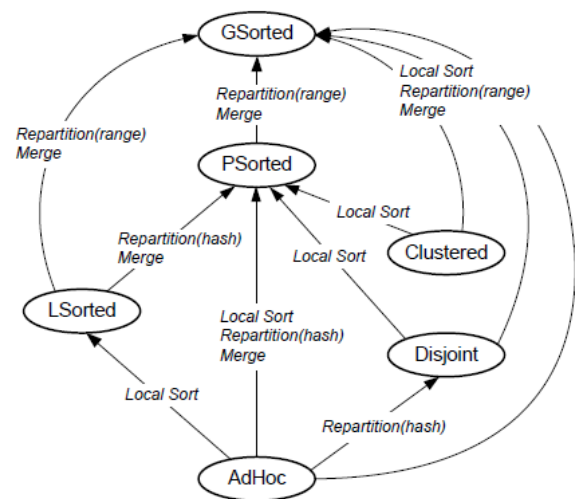 GSorted
Local Sort
Repartition(range)
Merge
Repartition(range)
Merge
Repartition(range)
Merge
PSorted
Local Sort
Clustered
Repartition(hash)
Merge
Local Sort
LSorted
Local Sort
Repartition(hash)
Merge
Disjoint
Local Sort
Repartition(hash)
AdHoc